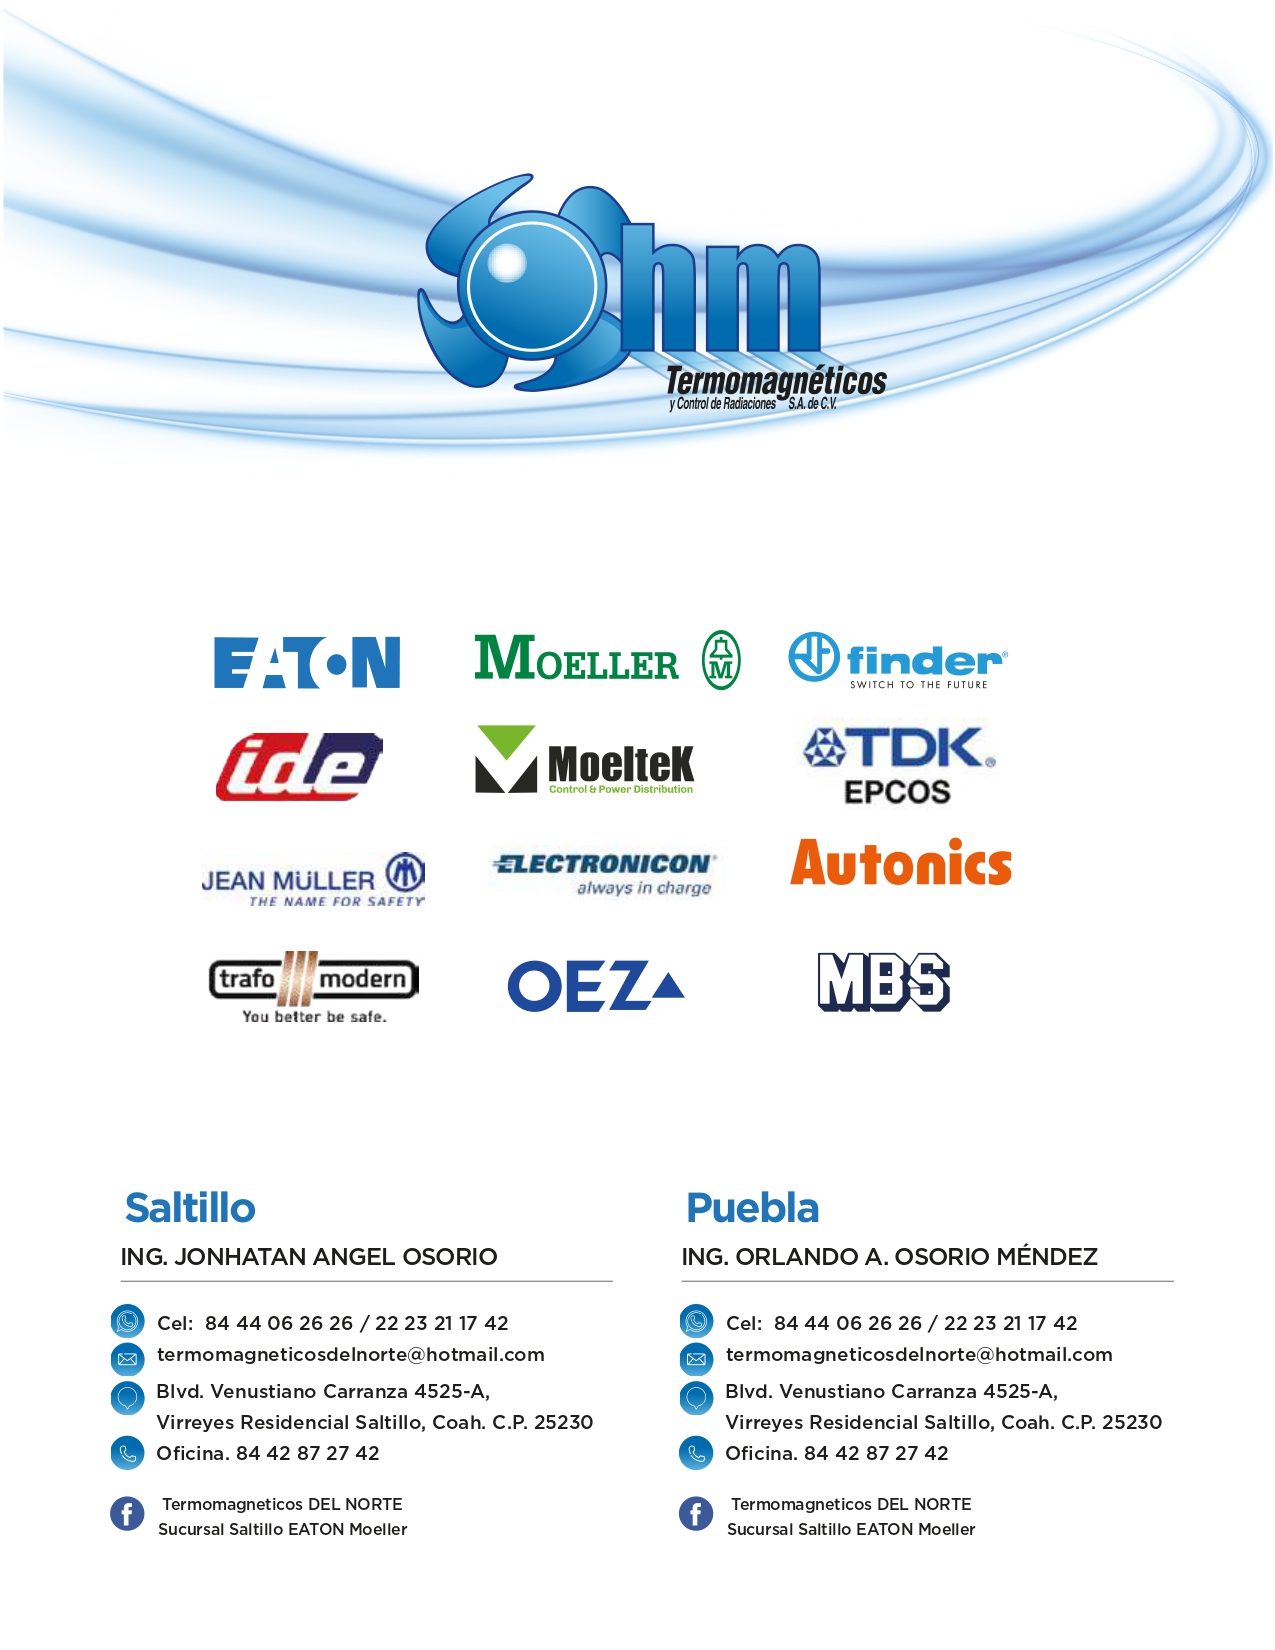 Ohm
Termomagnéticos
y Control de Radiaciones S.A. de C.V.
EATON
MOELLER M
finder®
SWITCH TO THE FUTURE
ide
MoelteK
Control & Power Distribution
TDK®
EPCOS
JEAN MÜLLER
THE NAME FOR SAFETY
ELECTRONICON®
always in charge
Autonics
trafo modern
You better be safe.
OEZ
MBS
Saltillo
ING. JONHATAN ANGEL OSORIO
Cel: 84 44 06 26 26 / 22 23 21 17 42
termomagneticosdelnorte@hotmail.com
Blvd. Venustiano Carranza 4525-A,
Virreyes Residencial Saltillo, Coah. C.P. 25230
Oficina. 84 42 87 27 42
Termomagneticos DEL NORTE
Sucursal Saltillo EATON Moeller
Puebla
ING. ORLANDO A. OSORIO MÉNDEZ
Cel: 84 44 06 26 26 / 22 23 21 17 42
termomagneticosdelnorte@hotmail.com
Blvd. Venustiano Carranza 4525-A,
Virreyes Residencial Saltillo, Coah. C.P. 25230
Oficina. 84 42 87 27 42
Termomagneticos DEL NORTE
Sucursal Saltillo EATON Moeller